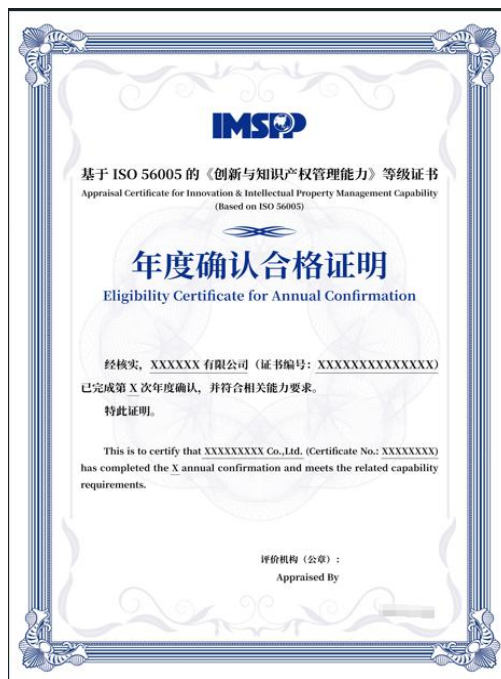 IMSPP
基于 ISO 56005 的《创新与知识产权管理能力》等级证书
Appraisal Certificate for Innovation & Intellectual Property Management Capability
(Based on ISO 56005)
年度确认合格证明
Eligibility Certificate for Annual Confirmation
经核实，XXXXXX 有限公司（证书编号：XXXXXXXXXXXXXX）
已完成第 X 次年度确认，并符合相关能力要求。
特此证明。
This is to certify that XXXXXXXXX Co.,Ltd. (Certificate No.: XXXXXXXX)
has completed the X annual confirmation and meets the related capability
requirements.
评价机构（公章）：
Appraised By